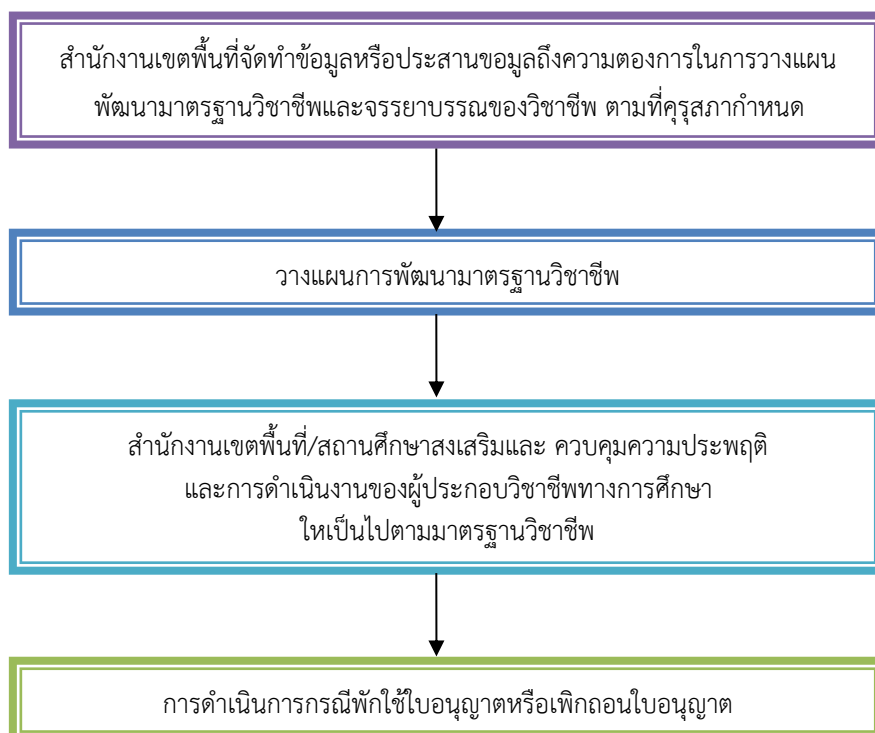 สำนักงานเขตพื้นที่จัดทำข้อมูลหรือประสานขอมูลถึงความตองการในการวางแผน
พัฒนามาตรฐานวิชาชีพและจรรยาบรรณของวิชาชีพ ตามที่คุรุสภากำหนด
วางแผนการพัฒนามาตรฐานวิชาชีพ
สำนักงานเขตพื้นที่/สถานศึกษาสงเสริมและ ควบคุมความประพฤติ
และการดำเนินงานของผู้ประกอบวิชาชีพทางการศึกษา
ใหเป็นไปตามมาตรฐานวิชาชีพ
การดำเนินการกรณีพักใช้ใบอนุญาตหรือเพิกถอนใบอนุญาต